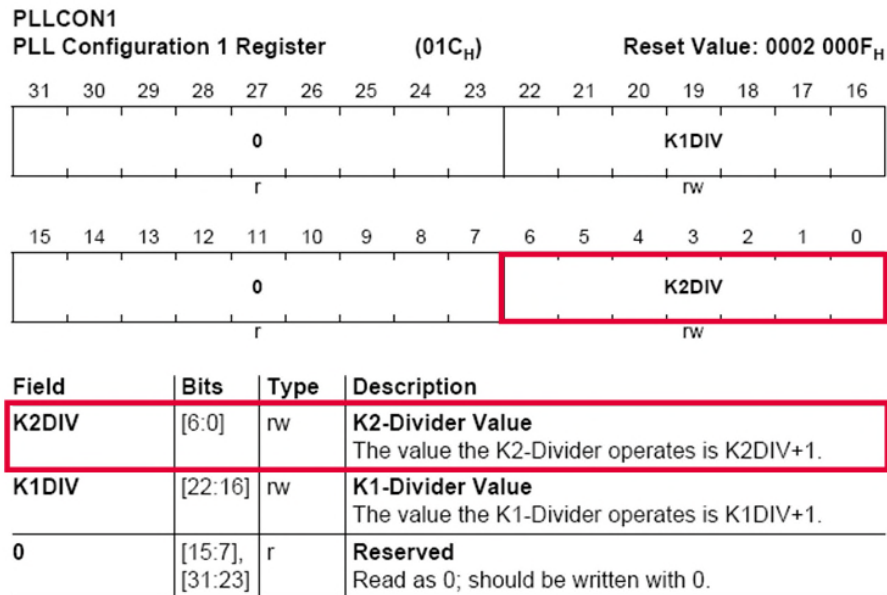 PLLCON1
PLL Configuration 1 Register (01C_H) Reset Value: 0002 000F_H
31 30 29 28 27 26 25 24 23 22 21 20 19 18 17 16
0 K1DIV
r rw
15 14 13 12 11 10 9 8 7 6 5 4 3 2 1 0
0 K2DIV
r rw
Field Bits Type Description
K2DIV [6:0] rw K2-Divider Value
The value the K2-Divider operates is K2DIV+1.
K1DIV [22:16] rw K1-Divider Value
The value the K1-Divider operates is K1DIV+1.
0 [15:7], r Reserved
[31:23] Read as 0; should be written with 0.